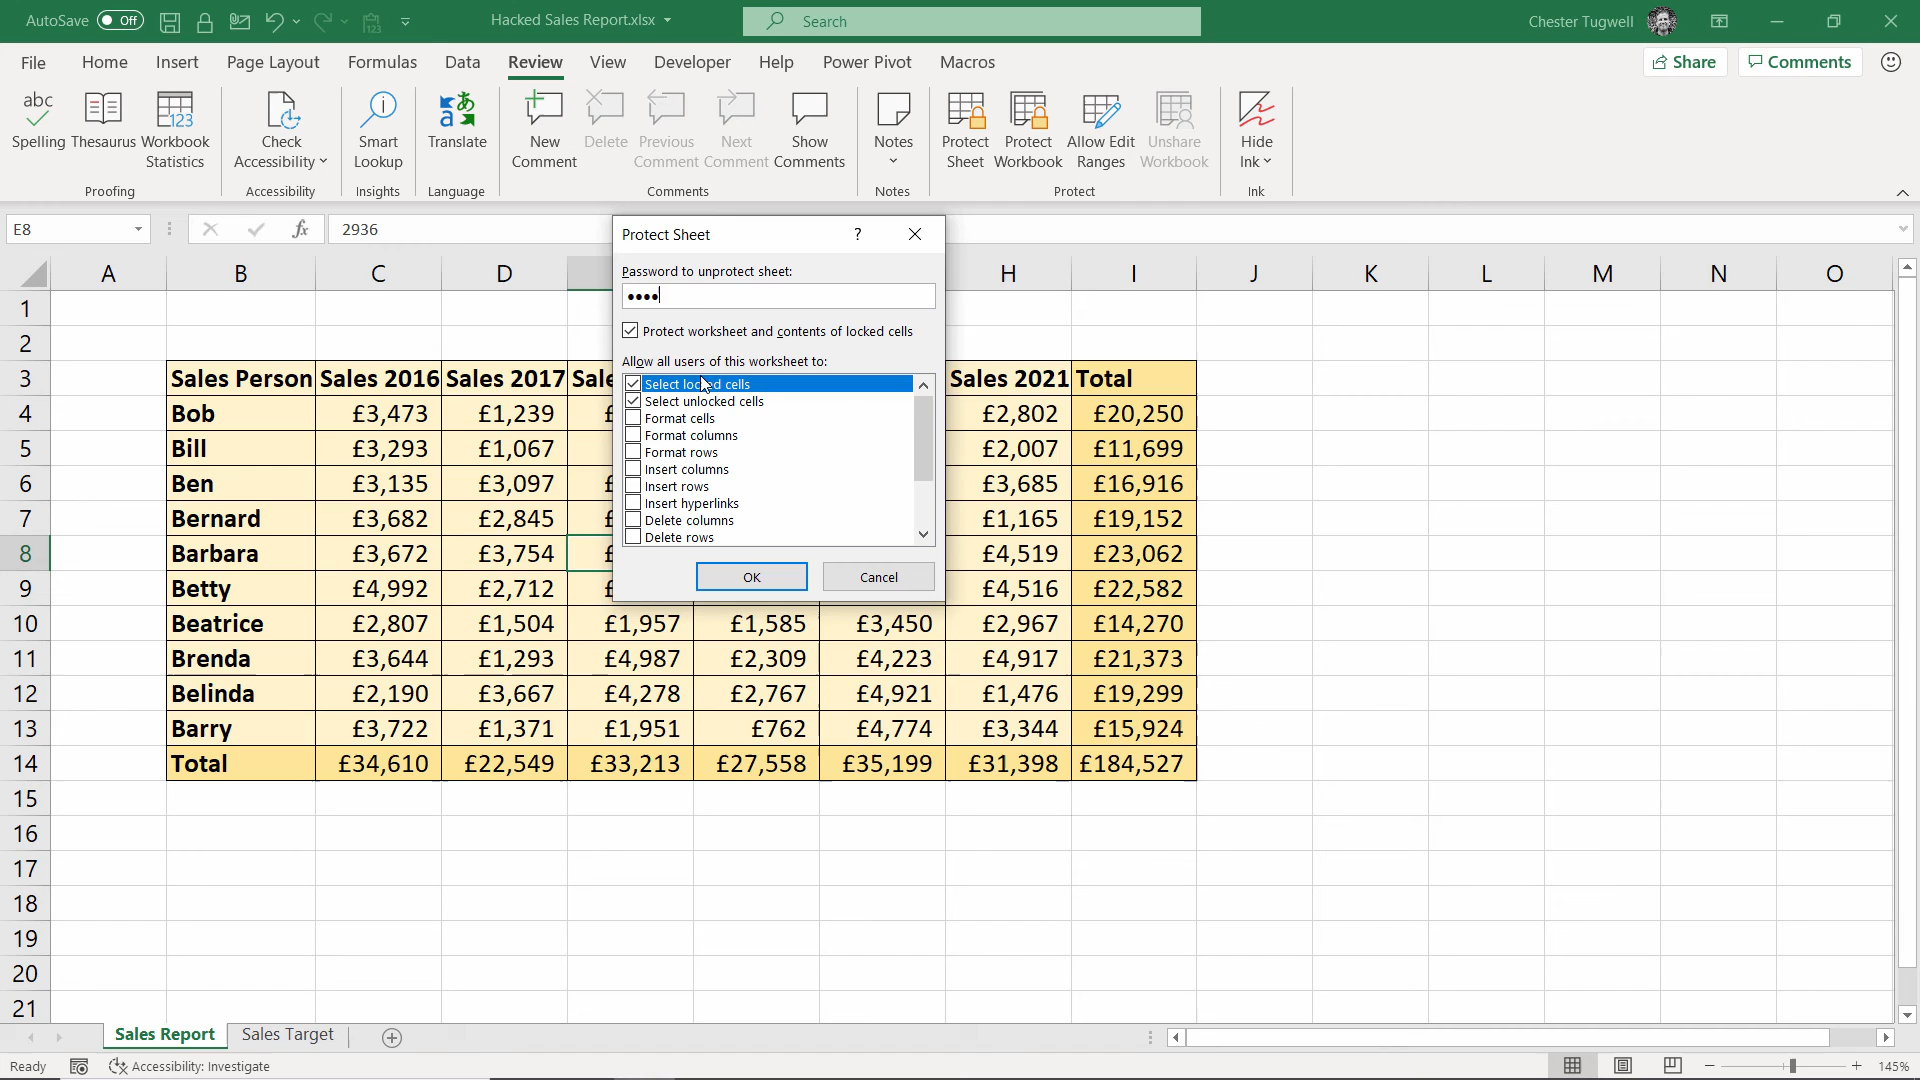 AutoSave Off Hacked Sales Report.xlsx Search Chester Tugwell
File Home Insert Page Layout Formulas Data Review View Developer Help Power Pivot Macros Share Comments
Spelling Thesaurus Workbook Statistics
Check Accessibility
Smart Lookup
Translate
New Comment Delete Previous Comment Next Comment Show Comments
Notes
Protect Sheet Protect Workbook Allow Edit Ranges Unshare Workbook
Hide Ink
Proofing Accessibility Insights Language Comments Notes Protect Ink
E8 fx 2936
Protect Sheet ?
Password to unprotect sheet:
••••
Protect worksheet and contents of locked cells
Allow all users of this worksheet to:
Select locked cells
Select unlocked cells
Format cells
Format columns
Format rows
Insert columns
Insert rows
Insert hyperlinks
Delete columns
Delete rows
OK Cancel
A B C D H I J K L M N O
1
2
3 Sales Person Sales 2016 Sales 2017 Sale Sales 2021 Total
4 Bob £3,473 £1,239 £ £2,802 £20,250
5 Bill £3,293 £1,067 £2,007 £11,699
6 Ben £3,135 £3,097 £ £3,685 £16,916
7 Bernard £3,682 £2,845 £ £1,165 £19,152
8 Barbara £3,672 £3,754 £ £4,519 £23,062
9 Betty £4,992 £2,712 £ £4,516 £22,582
10 Beatrice £2,807 £1,504 £1,957 £1,585 £3,450 £2,967 £14,270
11 Brenda £3,644 £1,293 £4,987 £2,309 £4,223 £4,917 £21,373
12 Belinda £2,190 £3,667 £4,278 £2,767 £4,921 £1,476 £19,299
13 Barry £3,722 £1,371 £1,951 £762 £4,774 £3,344 £15,924
14 Total £34,610 £22,549 £33,213 £27,558 £35,199 £31,398 £184,527
15
16
17
18
19
20
21
Sales Report Sales Target
Ready Accessibility: Investigate 145%